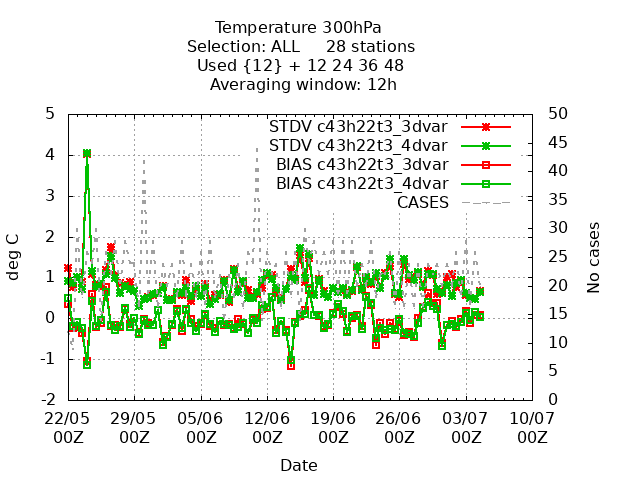 Temperature 300hPa
Selection: ALL     28 stations
Used {12} + 12 24 36 48
Averaging window: 12h
STDV c43h22t3_3dvar
STDV c43h22t3_4dvar
BIAS c43h22t3_3dvar
BIAS c43h22t3_4dvar
CASES
deg C
5
4
3
2
1
0
-1
-2
50
45
40
35
30
25
20
15
10
5
0
No cases
22/05 29/05 05/06 12/06 19/06 26/06 03/07 10/07
00Z 00Z 00Z 00Z 00Z 00Z 00Z 00Z
Date